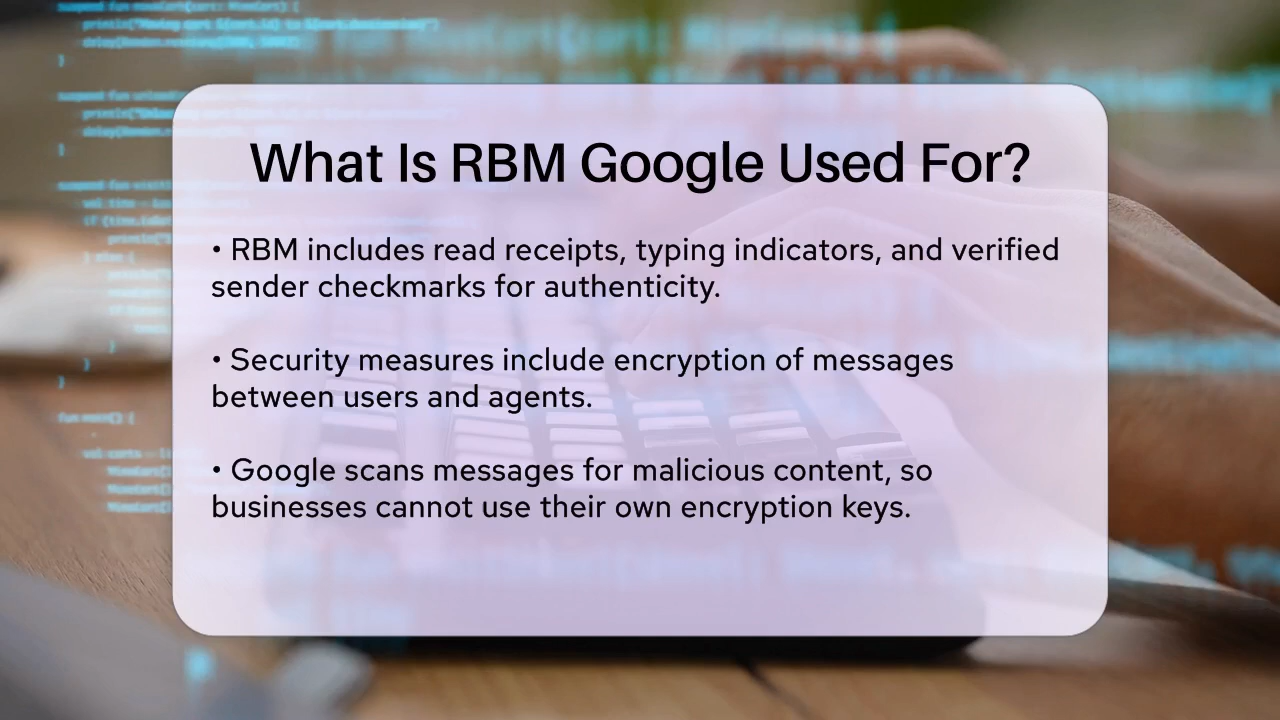 What Is RBM Google Used For?
• RBM includes read receipts, typing indicators, and verified
sender checkmarks for authenticity.
• Security measures include encryption of messages
between users and agents.
• Google scans messages for malicious content, so
businesses cannot use their own encryption keys.